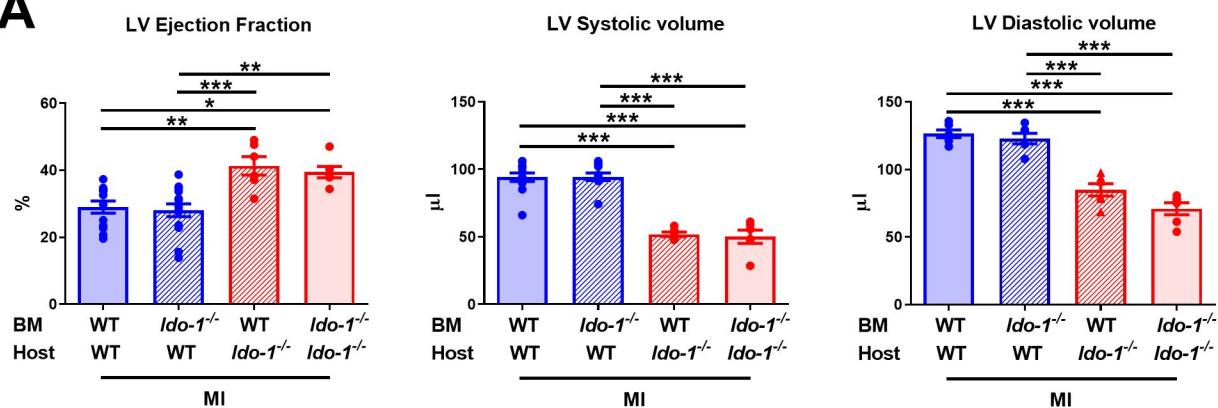 A
LV Ejection Fraction
**
***
*
**
60
40
20
0
%
BM WT Ido-1-/- WT Ido-1-/-
Host WT WT Ido-1-/- Ido-1-/-
MI
LV Systolic volume
***
***
***
***
150
100
50
0
µl
BM WT Ido-1-/- WT Ido-1-/-
Host WT WT Ido-1-/- Ido-1-/-
MI
LV Diastolic volume
***
***
***
***
150
100
50
0
µl
BM WT Ido-1-/- WT Ido-1-/-
Host WT WT Ido-1-/- Ido-1-/-
MI